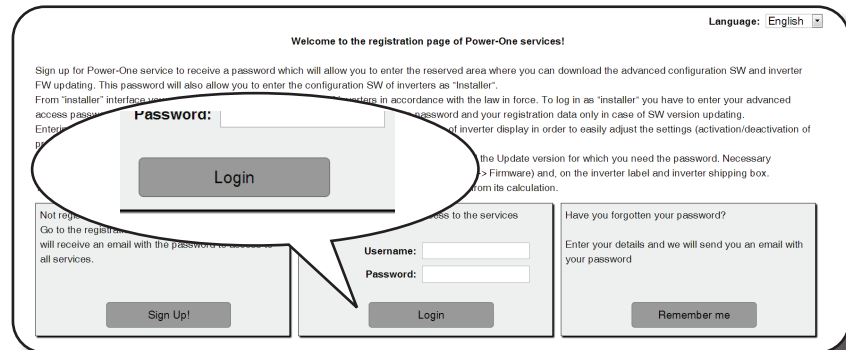 Language: English
Welcome to the registration page of Power-One services!
Sign up for Power-One service to receive a password which will allow you to enter the reserved area where you can download the advanced configuration SW and inverter
FW updating. This password will also allow you to enter the configuration SW of inverters as "Installer".
From "installer" interface in accordance with the law in force. To log in as "installer" you have to enter your advanced
access password and your registration data only in case of SW version updating.
of inverter display in order to easily adjust the settings (activation/deactivation of
the Update version for which you need the password. Necessary
-> Firmware) and, on the inverter label and inverter shipping box.
from its calculation.
Password:
Login
Not
Go to the
will receive an email with the password to access to
all services.
Sign Up!
to the services
Username:
Password:
Login
Have you forgotten your password?
Enter your details and we will send you an email with
your password
Remember me